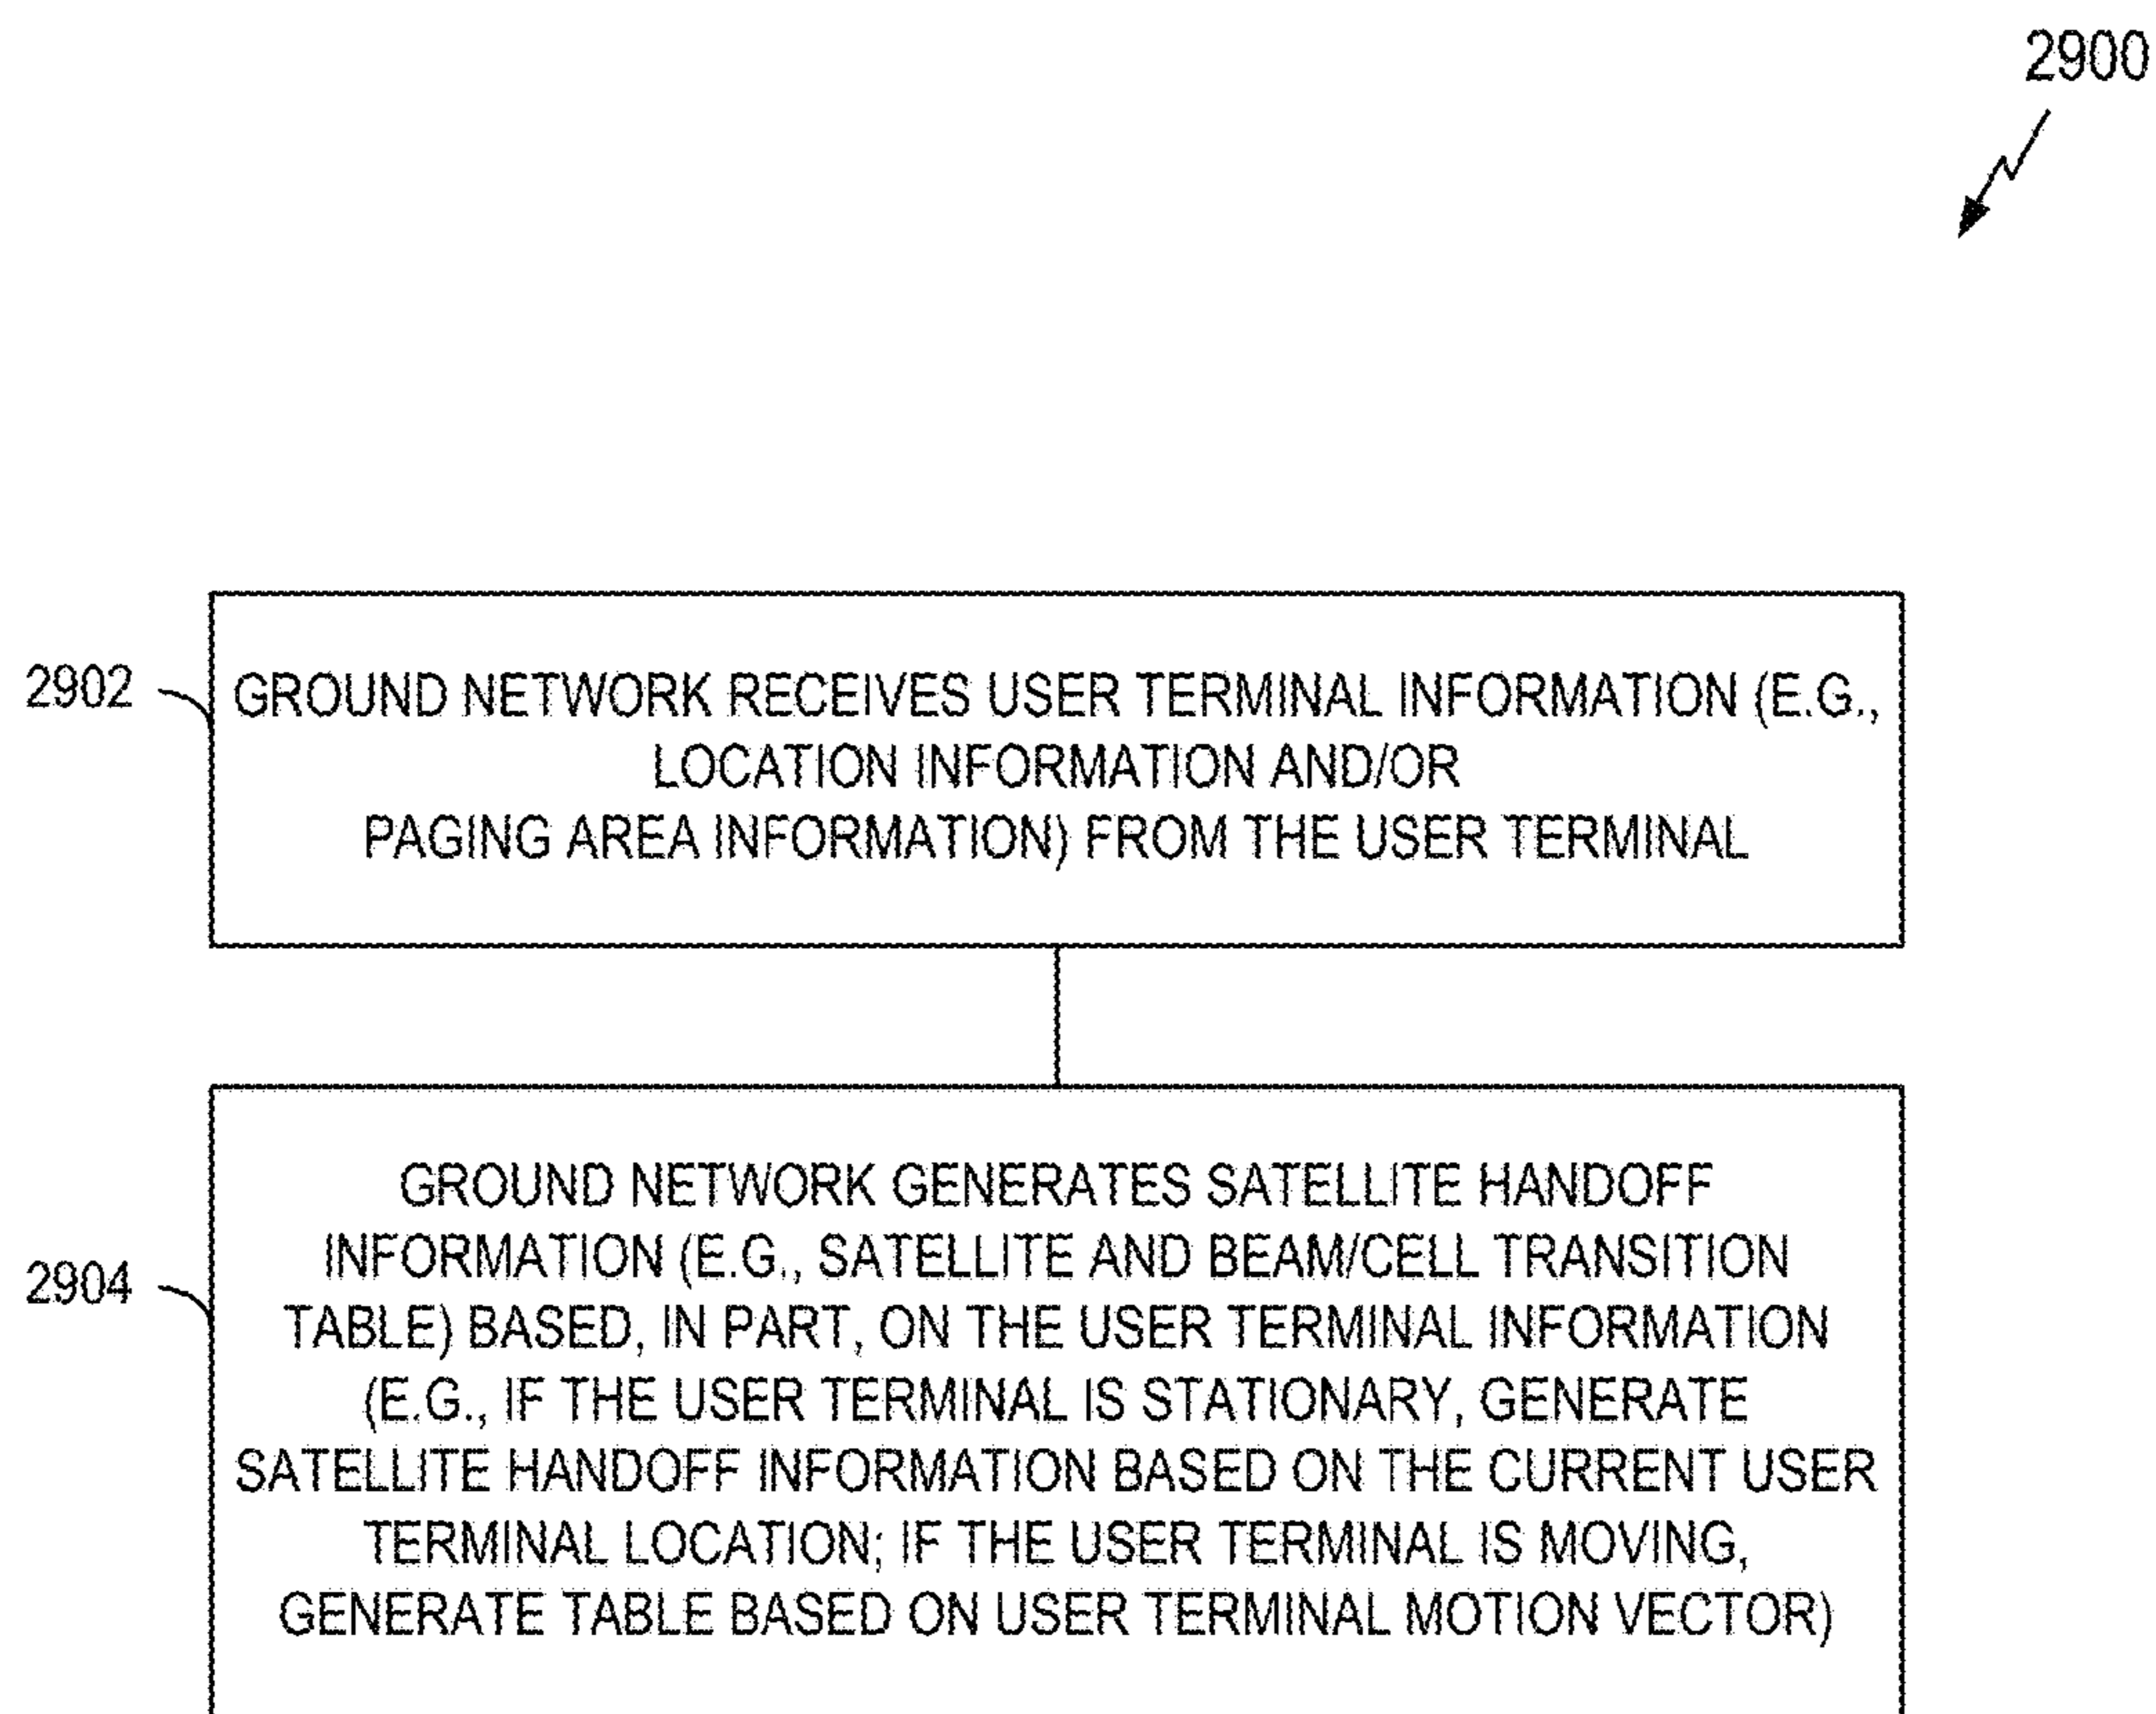 2900
2902
GROUND NETWORK RECEIVES USER TERMINAL INFORMATION (E.G.,
LOCATION INFORMATION AND/OR
PAGING AREA INFORMATION) FROM THE USER TERMINAL
2904
GROUND NETWORK GENERATES SATELLITE HANDOFF
INFORMATION (E.G., SATELLITE AND BEAM/CELL TRANSITION
TABLE) BASED, IN PART, ON THE USER TERMINAL INFORMATION
(E.G., IF THE USER TERMINAL IS STATIONARY, GENERATE
SATELLITE HANDOFF INFORMATION BASED ON THE CURRENT USER
TERMINAL LOCATION; IF THE USER TERMINAL IS MOVING,
GENERATE TABLE BASED ON USER TERMINAL MOTION VECTOR)